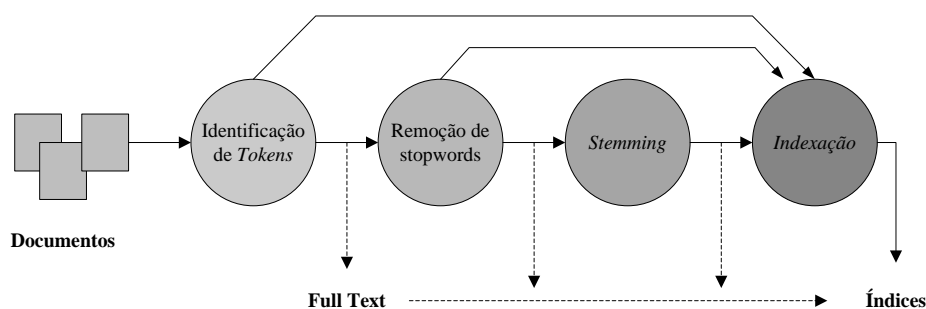 Identificação
de Tokens
Remoção de
stopwords
Stemming
Indexação
Documentos
Full Text
Índices